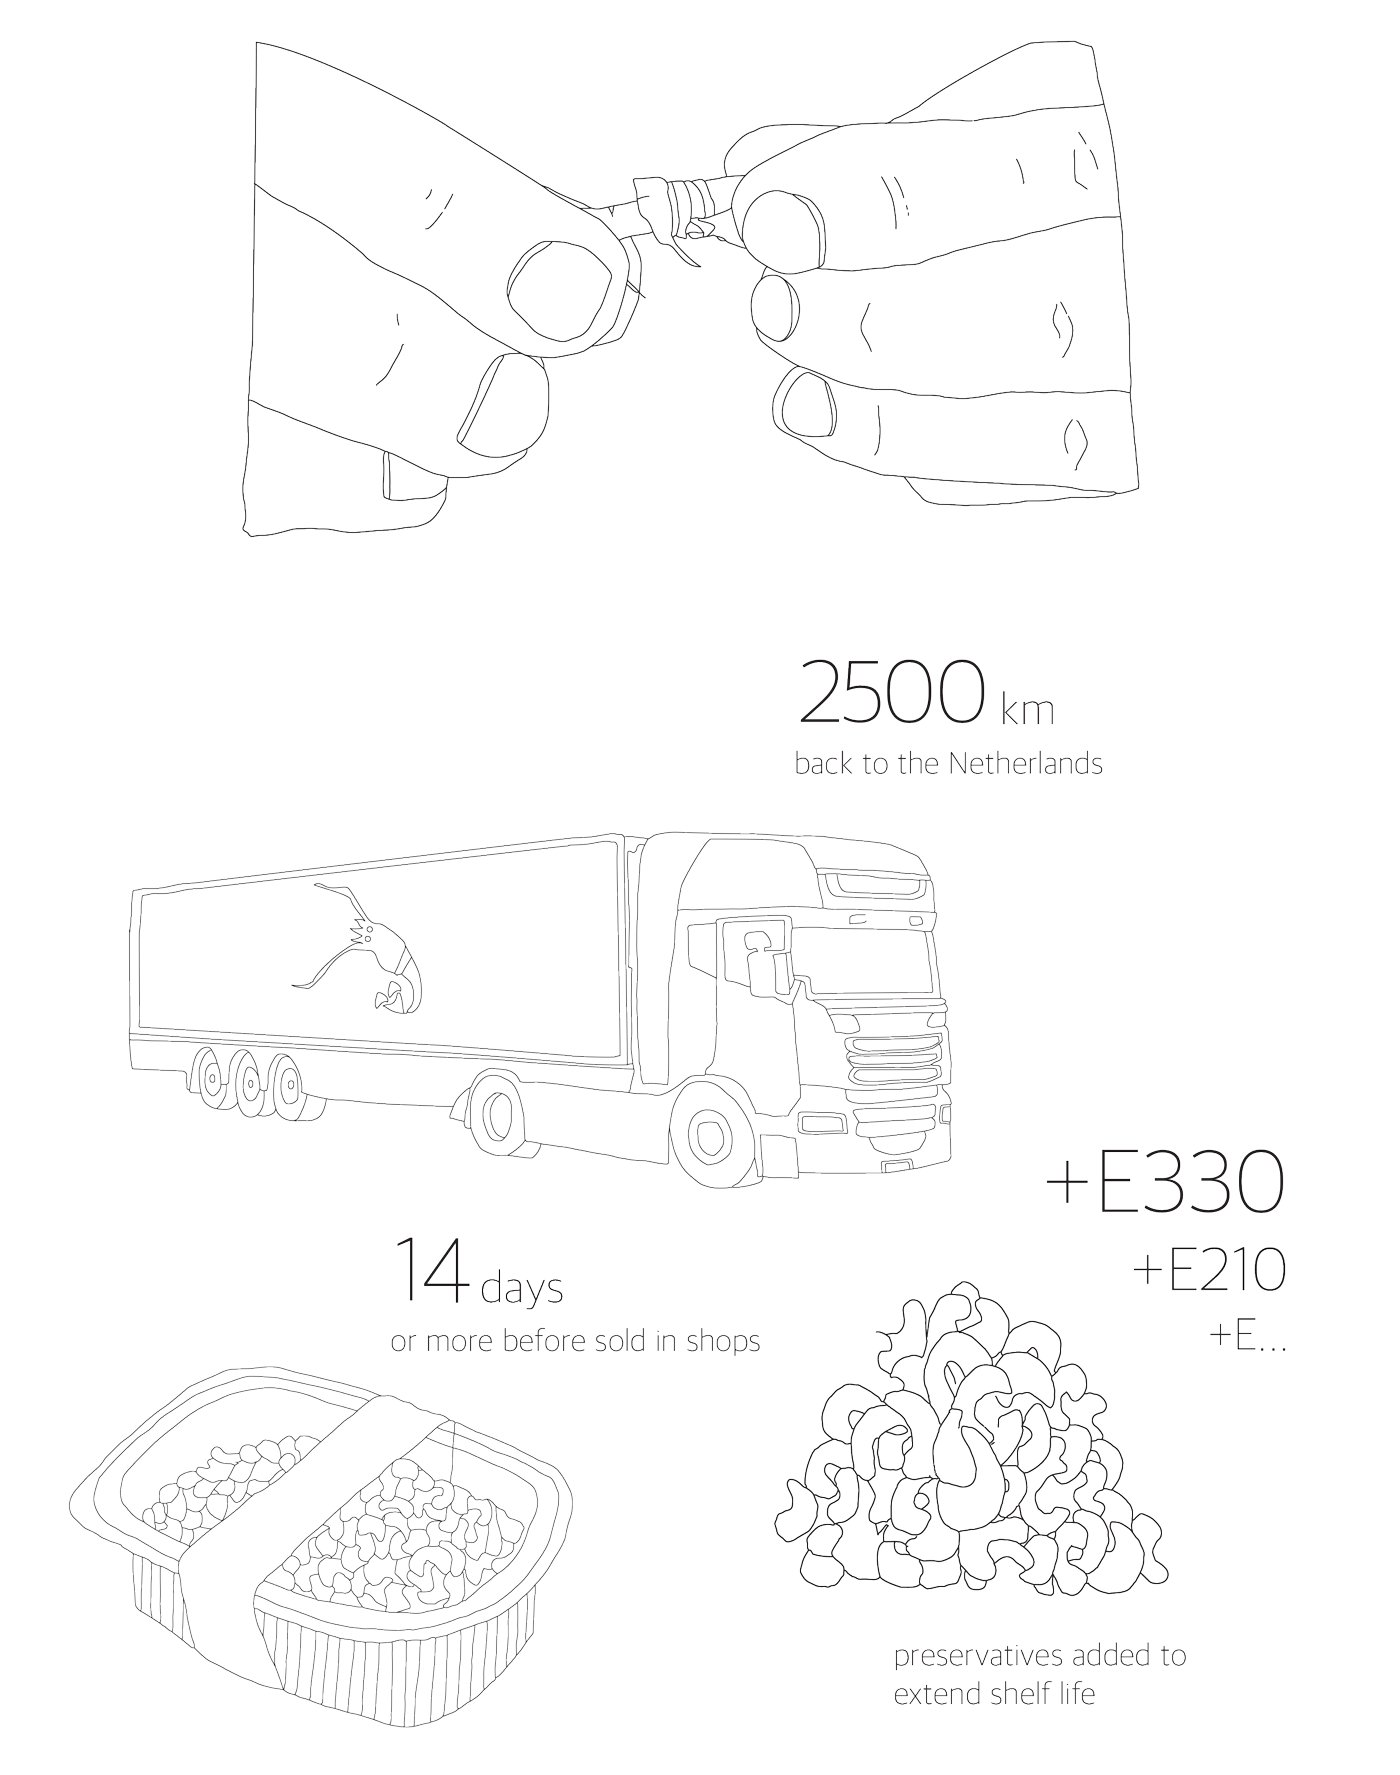 2500 km
back to the Netherlands
+E330
+E210
+E...
14 days
or more before sold in shops
preservatives added to
extend shelf life